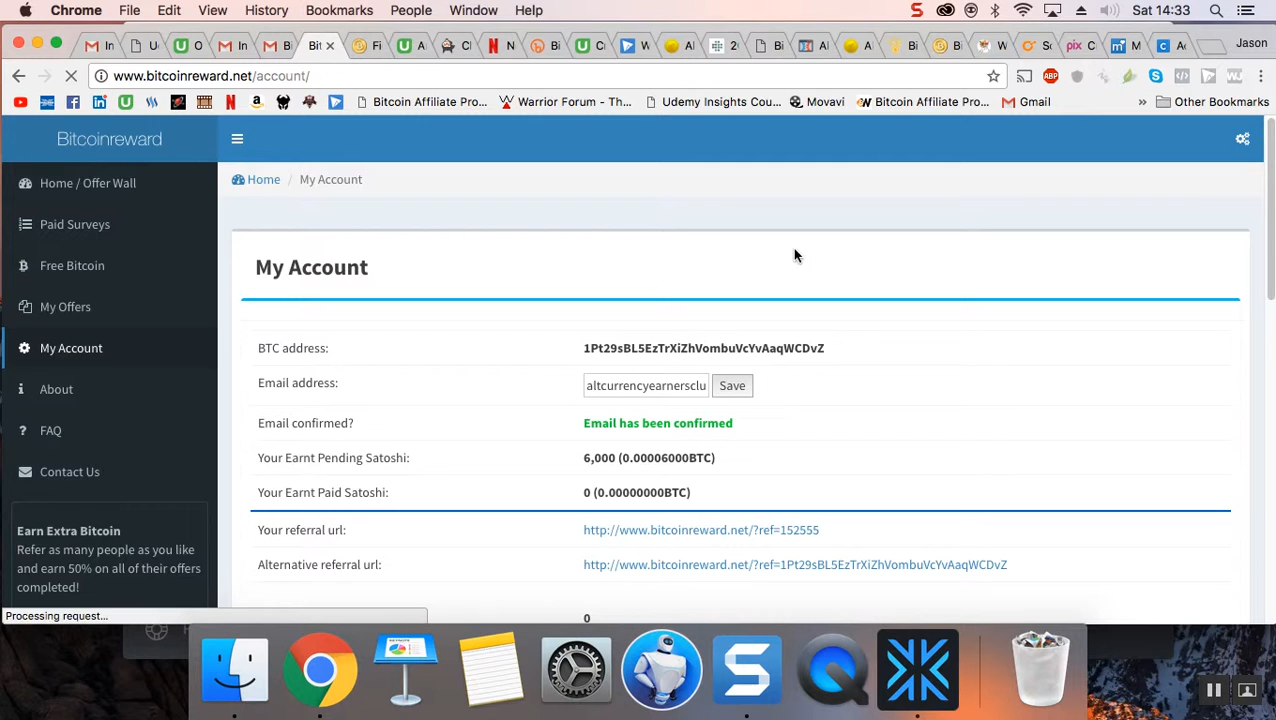 Chrome File Edit View History Bookmarks People Window Help Sat 14:33
Bit Jason
www.bitcoinreward.net/account/
Bitcoin Affiliate Pro... Warrior Forum - Th... Udemy Insights Cou... Movavi Bitcoin Affiliate Pro... Gmail » Other Bookmarks
Bitcoinreward
Home / Offer Wall
Paid Surveys
Free Bitcoin
My Offers
My Account
About
FAQ
Contact Us
Earn Extra Bitcoin
Refer as many people as you like
and earn 50% on all of their offers
completed!
Processing request...
Home / My Account
My Account
BTC address: 1Pt29sBL5EzTrXiZhVombuVcYvAaqWCDvZ
Email address: altcurrencyearnersclu Save
Email confirmed? Email has been confirmed
Your Earnt Pending Satoshi: 6,000 (0.00006000BTC)
Your Earnt Paid Satoshi: 0 (0.00000000BTC)
Your referral url: http://www.bitcoinreward.net/?ref=152555
Alternative referral url: http://www.bitcoinreward.net/?ref=1Pt29sBL5EzTrXiZhVombuVcYvAaqWCDvZ
0